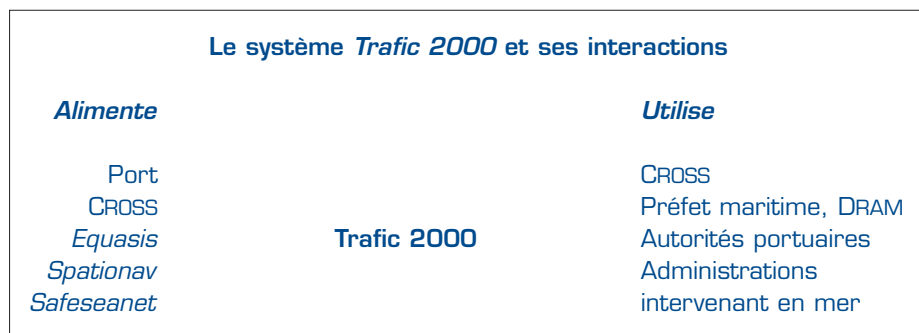 Le système Trafic 2000 et ses interactions
Alimente Utilise
Port CROSS
CROSS Préfet maritime, DRAM
Equasis Trafic 2000 Autorités portuaires
Spationav Administrations
Safeseanet intervenant en mer